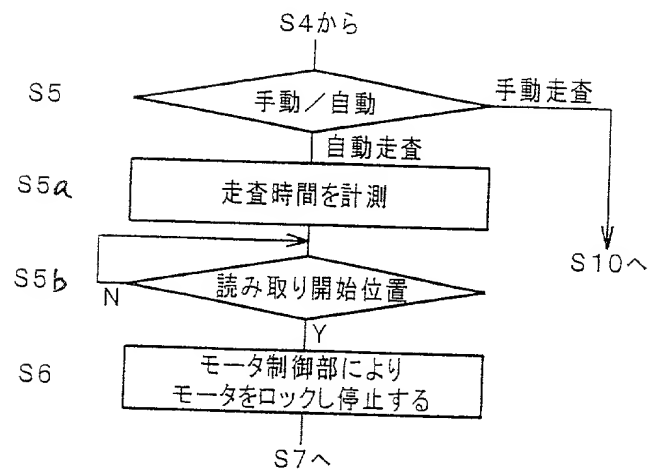 S4から
S5
手動／自動
手動走査
自動走査
S5a
走査時間を計測
S10へ
S5b
読み取り開始位置
N
Y
S6
モータ制御部により
モータをロックし停止する
S7へ